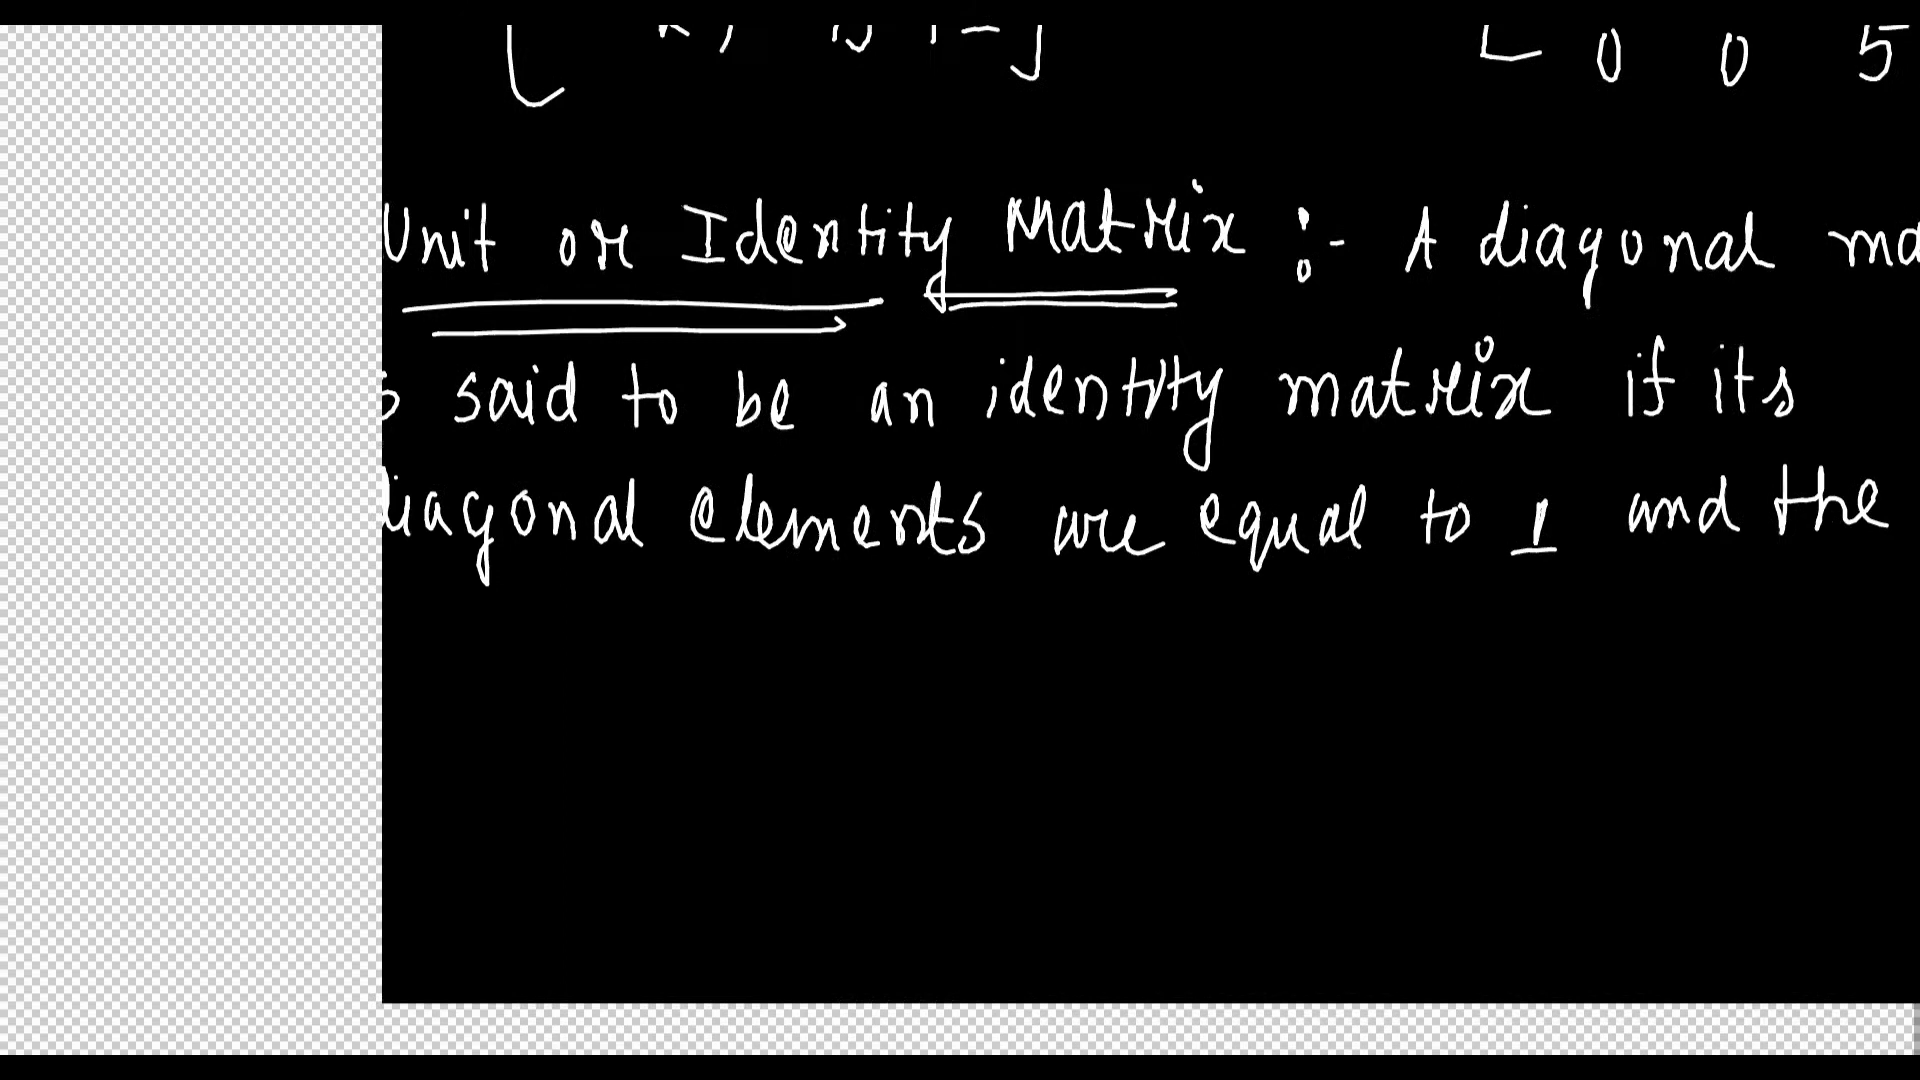 0 0 5
Unit or Identity Matrix :- A diagonal
said to be an identity matrix if its
diagonal elements are equal to 1 and the